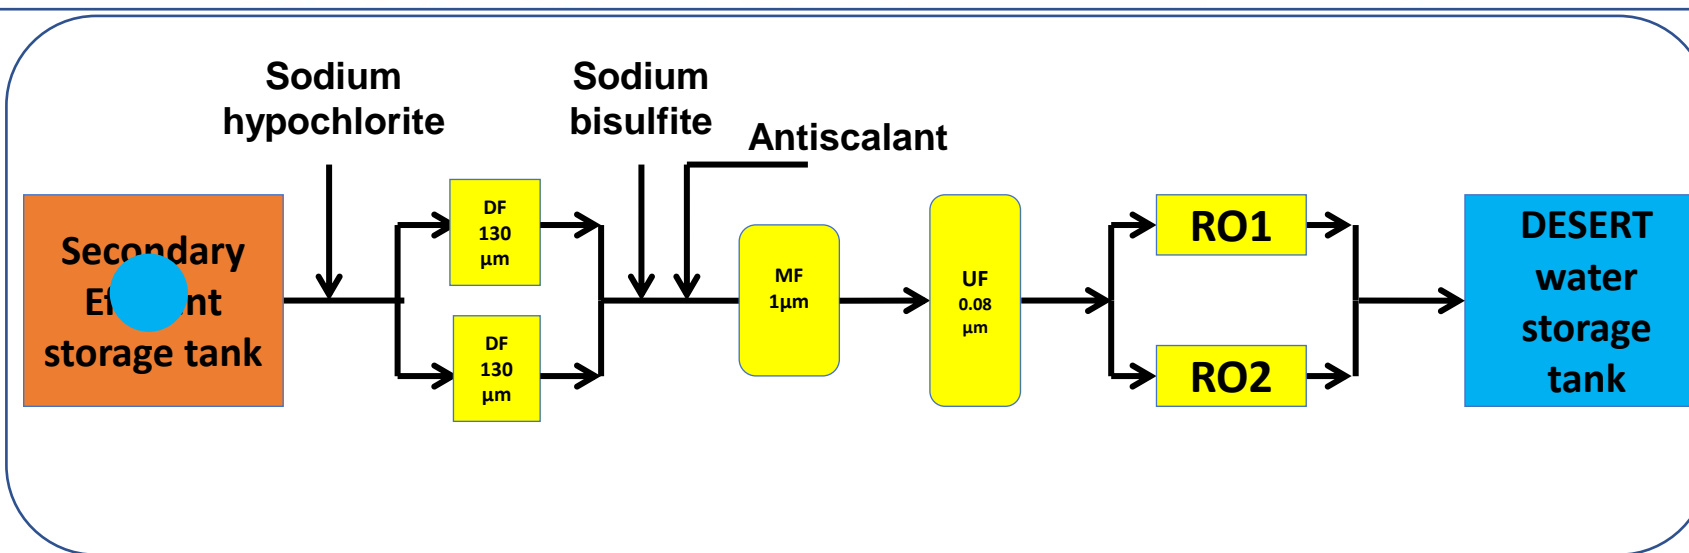 Sodium
hypochlorite
Sodium
bisulfite
Antiscalant
Secondary
storage tank
DF
130
µm
DF
130
µm
MF
1µm
UF
0.08
µm
RO1
RO2
DESERT
water
storage
tank